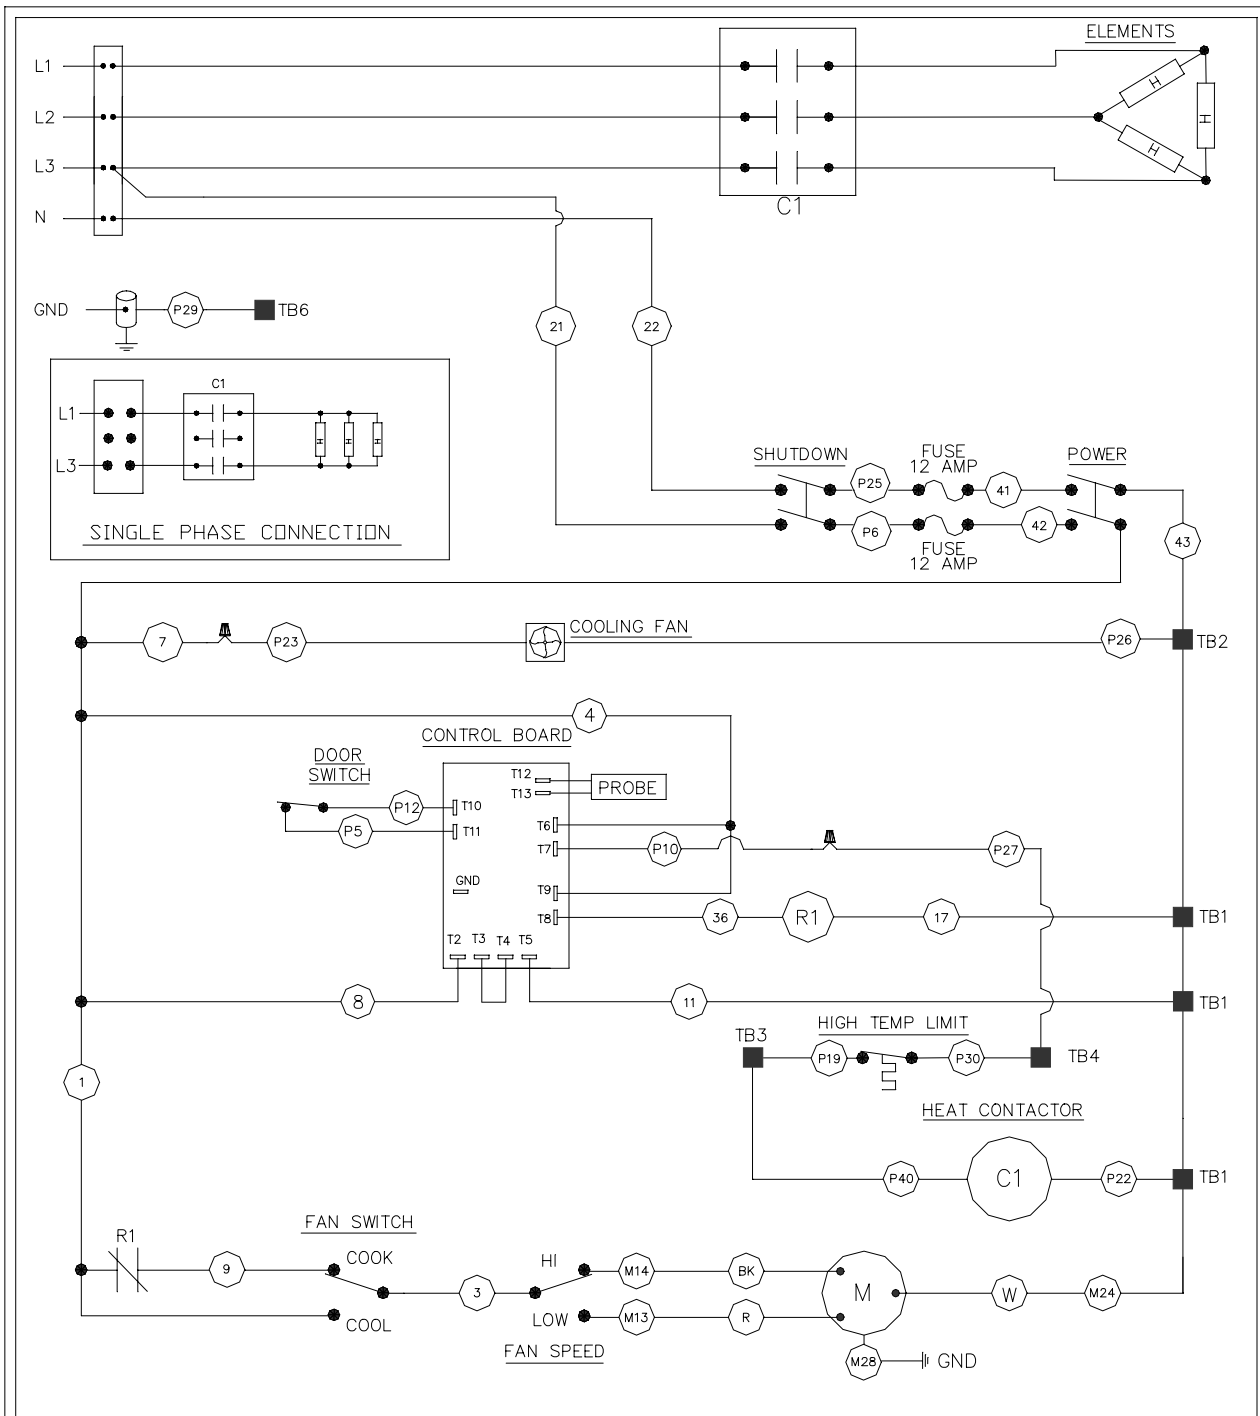 ELEMENTS
L1
H
H
H
L2
L3
C1
N
GND
P29
TB6
21
22
C1
L1
H
H
H
L3
SINGLE PHASE CONNECTION
SHUTDOWN
FUSE
12 AMP
POWER
P25
41
P6
42
FUSE
12 AMP
43
7
P23
COOLING FAN
P26
TB2
4
CONTROL BOARD
DOOR
SWITCH
T12
T13
PROBE
P12
T10
P5
T11
T6
T7
P10
P27
GND
T9
T8
36
R1
17
TB1
T2
T3
T4
T5
8
11
TB1
HIGH TEMP LIMIT
TB3
P19
P30
TB4
1
HEAT CONTACTOR
P40
C1
P22
TB1
FAN SWITCH
R1
9
COOK
HI
M14
BK
3
M
W
M24
COOL
LOW
M13
R
FAN SPEED
M28
GND